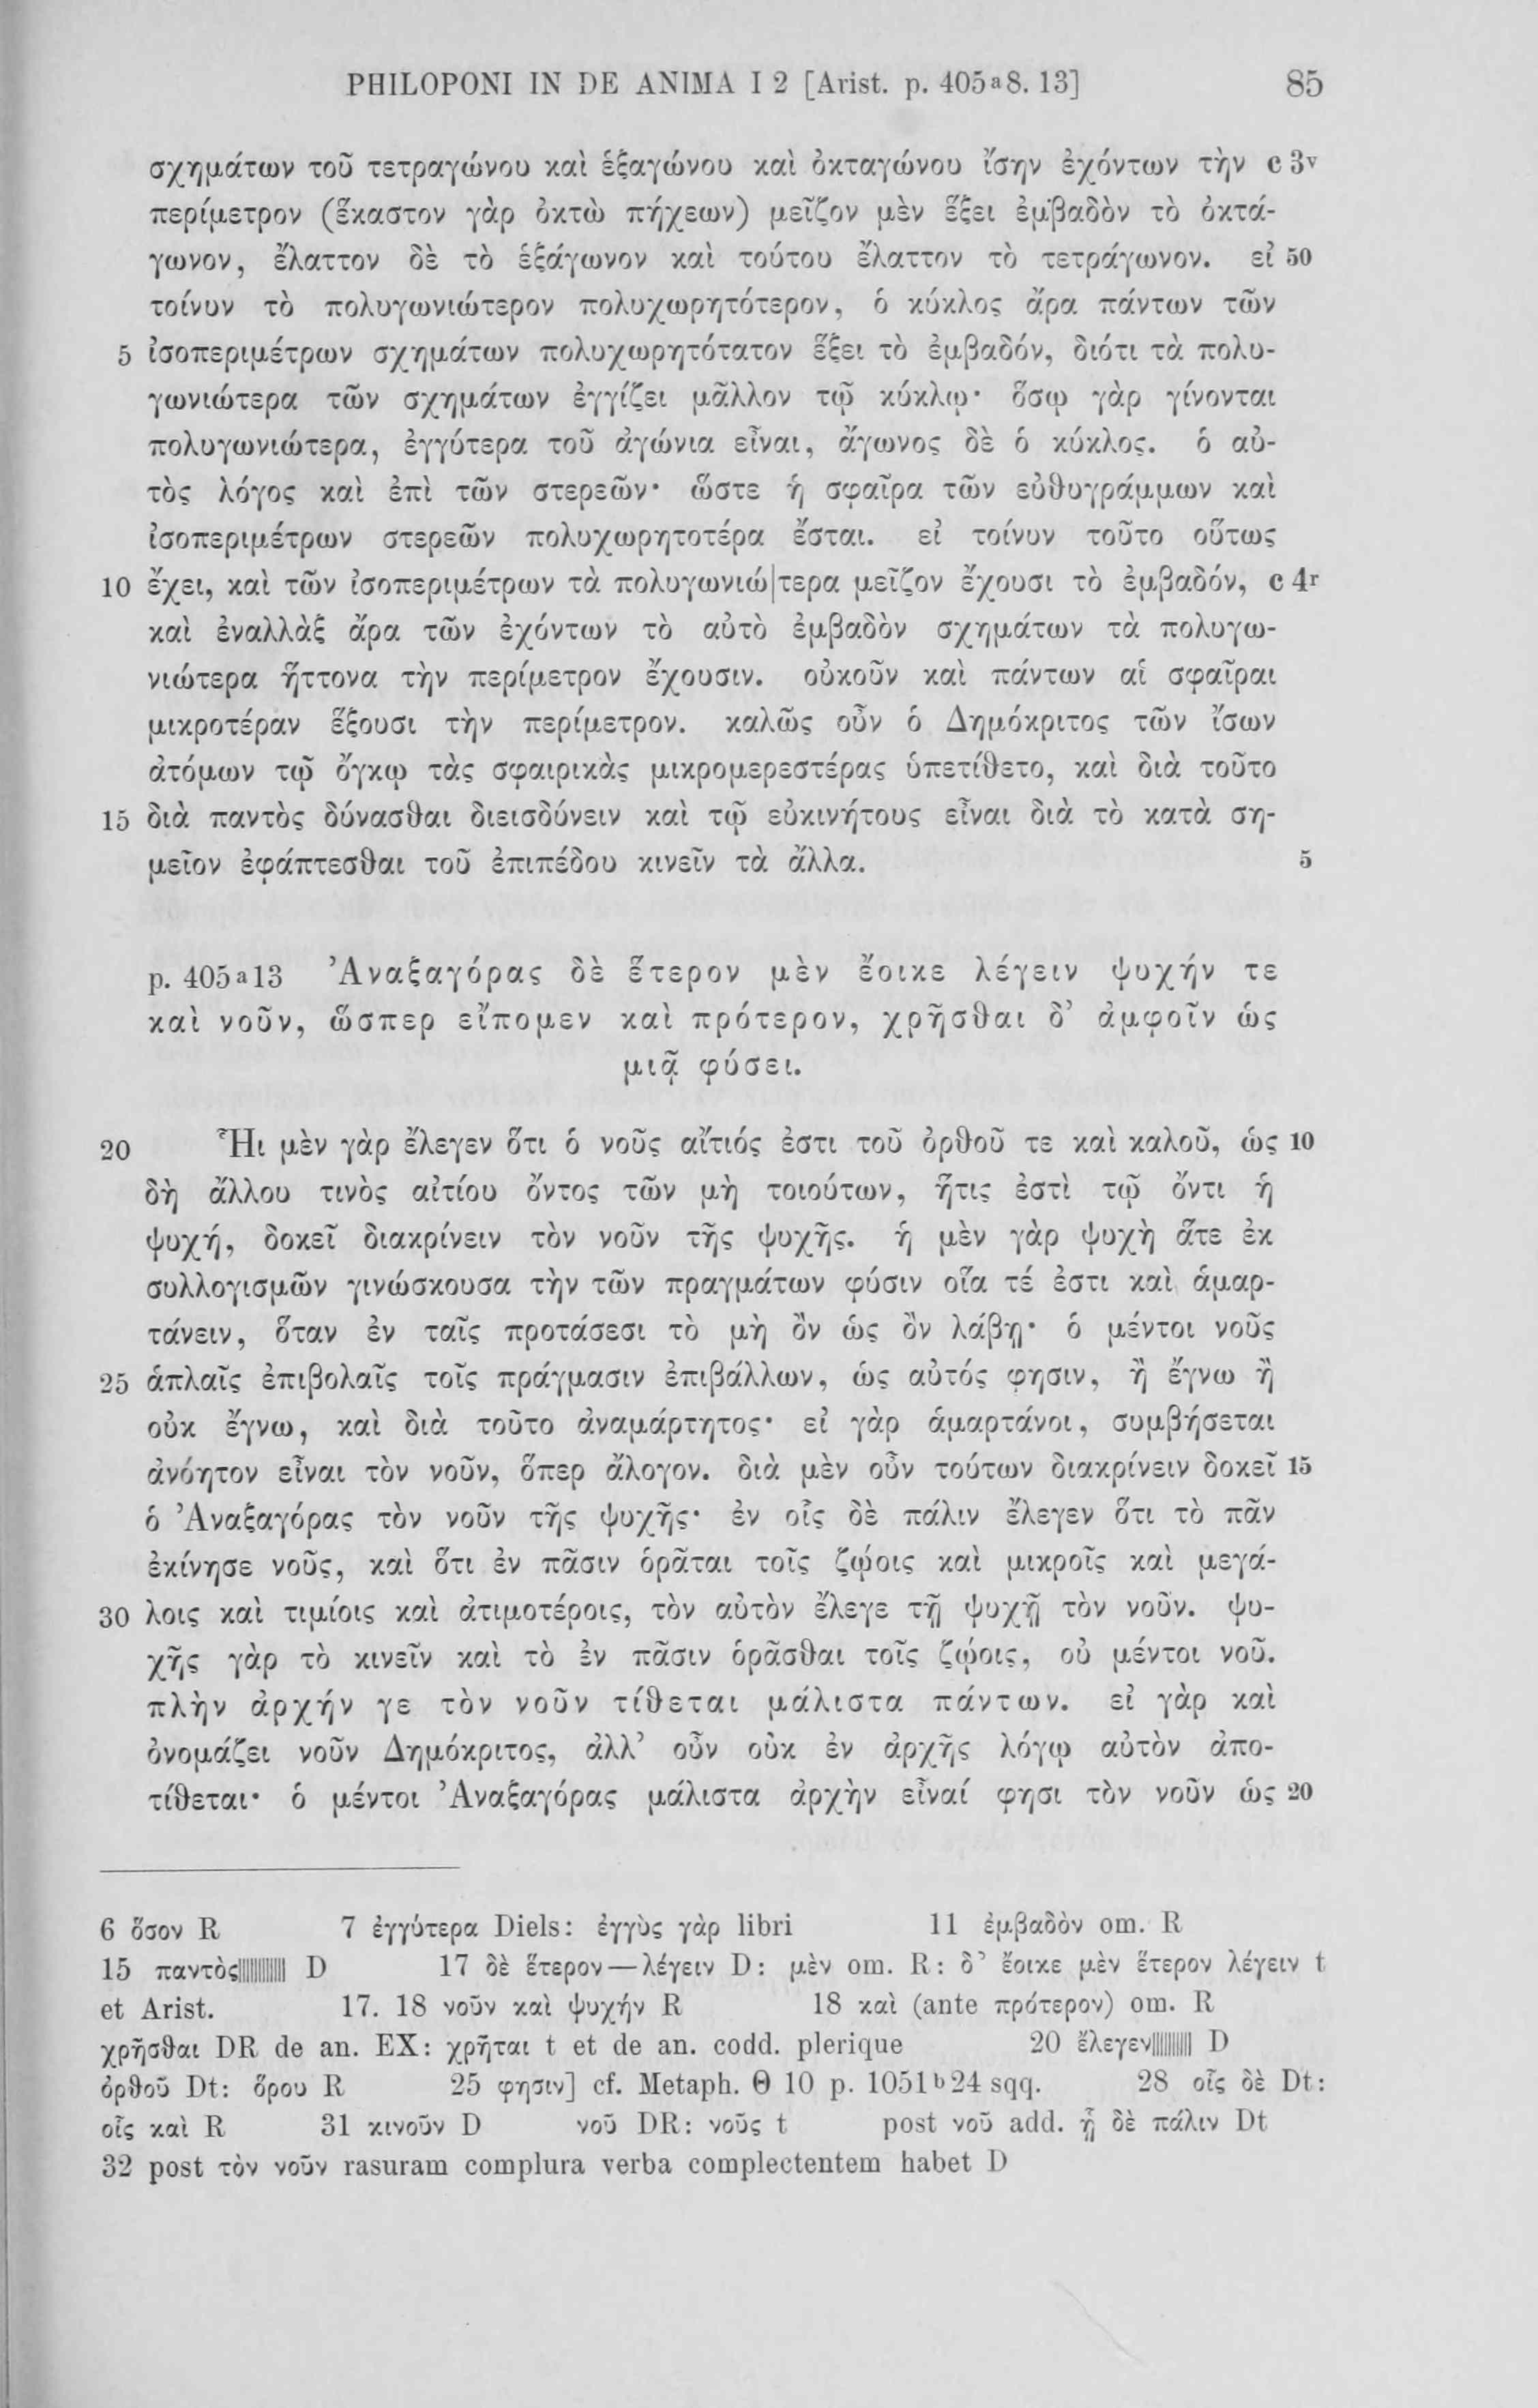 PHILOPONI IN DE ANIMA I 2 [Arist. p. 405a8. 13] 85
σχημάτων τοῦ τετραγώνου καὶ ἑξαγώνου καὶ ὀκταγώνου ἴσην ἐχόντων τὴν c 3v
περίμετρον (ἕκαστον γὰρ ὀκτὼ πήχεων) μεῖζον μὲν ἕξει ἐμβαδὸν τὸ ὀκτά-
γωνον, ἔλαττον δὲ τὸ ἑξάγωνον καὶ τούτου ἔλαττον τὸ τετράγωνον. εἰ 50
τοίνυν τὸ πολυγωνιώτερον πολυχωρητότερον, ὁ κύκλος ἄρα πάντων τῶν
5 ἰσοπεριμέτρων σχημάτων πολυχωρητότατον ἕξει τὸ ἐμβαδόν, διότι τὰ πολυ-
γωνιώτερα τῶν σχημάτων ἐγγίζει μᾶλλον τῷ κύκλῳ· ὅσῳ γὰρ γίνονται
πολυγωνιώτερα, ἐγγύτερα τοῦ ἀγώνια εἶναι, ἄγωνος δὲ ὁ κύκλος. ὁ αὐ-
τὸς λόγος καὶ ἐπὶ τῶν στερεῶν· ὥστε ἡ σφαῖρα τῶν εὐθυγράμμων καὶ
ἰσοπεριμέτρων στερεῶν πολυχωρητοτέρα ἔσται. εἰ τοίνυν τοῦτο οὕτως
10 ἔχει, καὶ τῶν ἰσοπεριμέτρων τὰ πολυγωνιώ|τερα μεῖζον ἔχουσι τὸ ἐμβαδόν, c 4r
καὶ ἐναλλὰξ ἄρα τῶν ἐχόντων τὸ αὐτὸ ἐμβαδὸν σχημάτων τὰ πολυγω-
νιώτερα ἥττονα τὴν περίμετρον ἔχουσιν. οὐκοῦν καὶ πάντων αἱ σφαῖραι
μικροτέραν ἕξουσι τὴν περίμετρον. καλῶς οὖν ὁ Δημόκριτος τῶν ἴσων
ἀτόμων τῷ ὄγκῳ τὰς σφαιρικὰς μικρομερεστέρας ὑπετίθετο, καὶ διὰ τοῦτο
15 διὰ παντὸς δύνασθαι διεισδύνειν καὶ τῷ εὐκινήτους εἶναι διὰ τὸ κατὰ ση-
μεῖον ἐφάπτεσθαι τοῦ ἐπιπέδου κινεῖν τὰ ἄλλα. 5
p. 405a13 Ἀναξαγόρας δὲ ἕτερον μὲν ἔοικε λέγειν ψυχήν τε
καὶ νοῦν, ὥσπερ εἴπομεν καὶ πρότερον, χρῆσθαι δ’ ἀμφοῖν ὡς
μιᾷ φύσει.
20 Ἧι μὲν γὰρ ἔλεγεν ὅτι ὁ νοῦς αἴτιός ἐστι τοῦ ὀρθοῦ τε καὶ καλοῦ, ὡς 10
δὴ ἄλλου τινὸς αἰτίου ὄντος τῶν μὴ τοιούτων, ἥτις ἐστὶ τῷ ὄντι ἡ
ψυχή, δοκεῖ διακρίνειν τὸν νοῦν τῆς ψυχῆς. ἡ μὲν γὰρ ψυχὴ ἅτε ἐκ
συλλογισμῶν γινώσκουσα τὴν τῶν πραγμάτων φύσιν οἵα τέ ἐστι καὶ ἁμαρ-
τάνειν, ὅταν ἐν ταῖς προτάσεσι τὸ μὴ ὂν ὡς ὂν λάβῃ· ὁ μέντοι νοῦς
25 ἁπλαῖς ἐπιβολαῖς τοῖς πράγμασιν ἐπιβάλλων, ὡς αὐτός φησιν, ἢ ἔγνω ἢ
οὐκ ἔγνω, καὶ διὰ τοῦτο ἀναμάρτητος· εἰ γὰρ ἁμαρτάνοι, συμβήσεται
ἀνόητον εἶναι τὸν νοῦν, ὅπερ ἄλογον. διὰ μὲν οὖν τούτων διακρίνειν δοκεῖ 15
ὁ Ἀναξαγόρας τὸν νοῦν τῆς ψυχῆς· ἐν οἷς δὲ πάλιν ἔλεγεν ὅτι τὸ πᾶν
ἐκίνησε νοῦς, καὶ ὅτι ἐν πᾶσιν ὁρᾶται τοῖς ζῴοις καὶ μικροῖς καὶ μεγά-
30 λοις καὶ τιμίοις καὶ ἀτιμοτέροις, τὸν αὐτὸν ἔλεγε τῇ ψυχῇ τὸν νοῦν. ψυ-
χῆς γὰρ τὸ κινεῖν καὶ τὸ ἐν πᾶσιν ὁρᾶσθαι τοῖς ζῴοις, οὐ μέντοι νοῦ.
πλὴν ἀρχήν γε τὸν νοῦν τίθεται μάλιστα πάντων. εἰ γὰρ καὶ
ὀνομάζει νοῦν Δημόκριτος, ἀλλ’ οὖν οὐκ ἐν ἀρχῆς λόγῳ αὐτὸν ἀπο-
τίθεται· ὁ μέντοι Ἀναξαγόρας μάλιστα ἀρχὴν εἶναί φησι τὸν νοῦν ὡς 20
6 ὅσον R 7 ἐγγύτερα Diels: ἐγγὺς γὰρ libri 11 ἐμβαδὸν om. R
15 παντὸς|||||||||| D 17 δὲ ἕτερον—λέγειν D: μὲν om. R: δ’ ἔοικε μὲν ἕτερον λέγειν t
et Arist. 17. 18 νοῦν καὶ ψυχήν R 18 καὶ (ante πρότερον) om. R
χρῆσθαι DR de an. EX: χρῆται t et de an. codd. plerique 20 ἔλεγεν||||||||| D
ὀρθοῦ Dt: ὅρου R 25 φησιν] cf. Metaph. Θ 10 p. 1051b24 sqq. 28 οἷς δὲ Dt:
οἷς καὶ R 31 κινοῦν D νοῦ DR: νοῦς t post νοῦ add. ᾗ δὲ πάλιν Dt
32 post τὸν νοῦν rasuram complura verba complectentem habet D